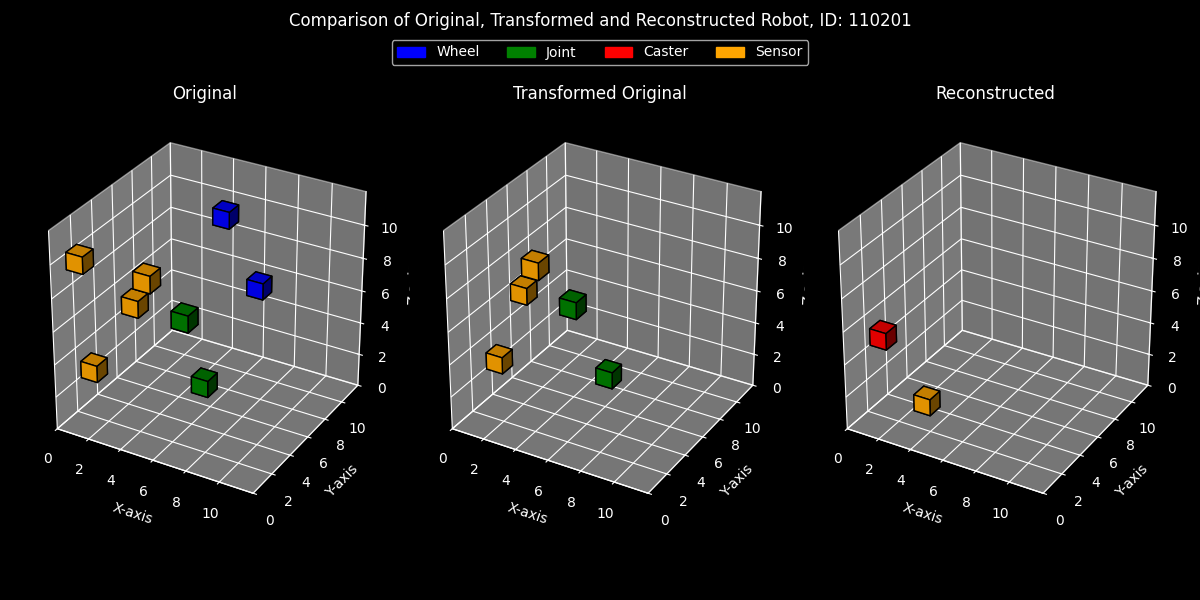 Comparison of Original, Transformed and Reconstructed Robot, ID: 110201
Wheel Joint Caster Sensor
Original
Transformed Original
Reconstructed
0 2 4 6 8 10
X-axis
0 2 4 6 8 10
Y-axis
0 2 4 6 8 10
0 2 4 6 8 10
X-axis
0 2 4 6 8 10
Y-axis
0 2 4 6 8 10
0 2 4 6 8 10
X-axis
0 2 4 6 8 10
Y-axis
0 2 4 6 8 10